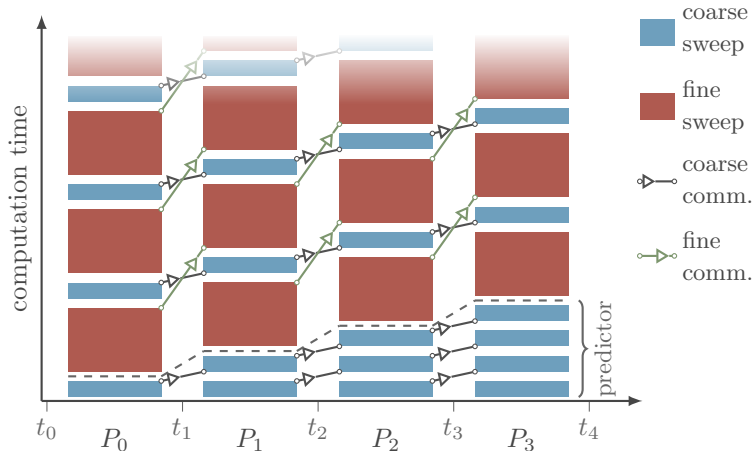 coarse
sweep
fine
sweep
coarse
comm.
fine
comm.
computation time
predictor
t0 P0 t1 P1 t2 P2 t3 P3 t4